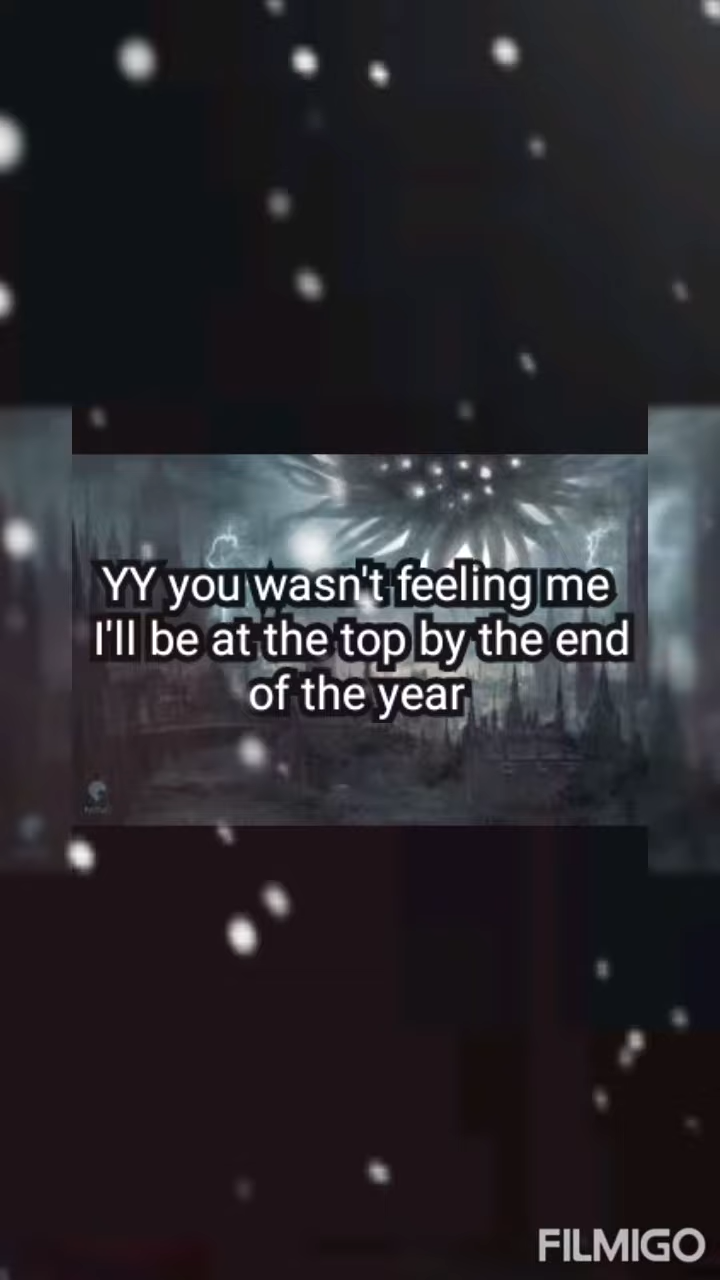 YY you wasn't feeling me
I'll be at the top by the end
of the year
FILMIGO